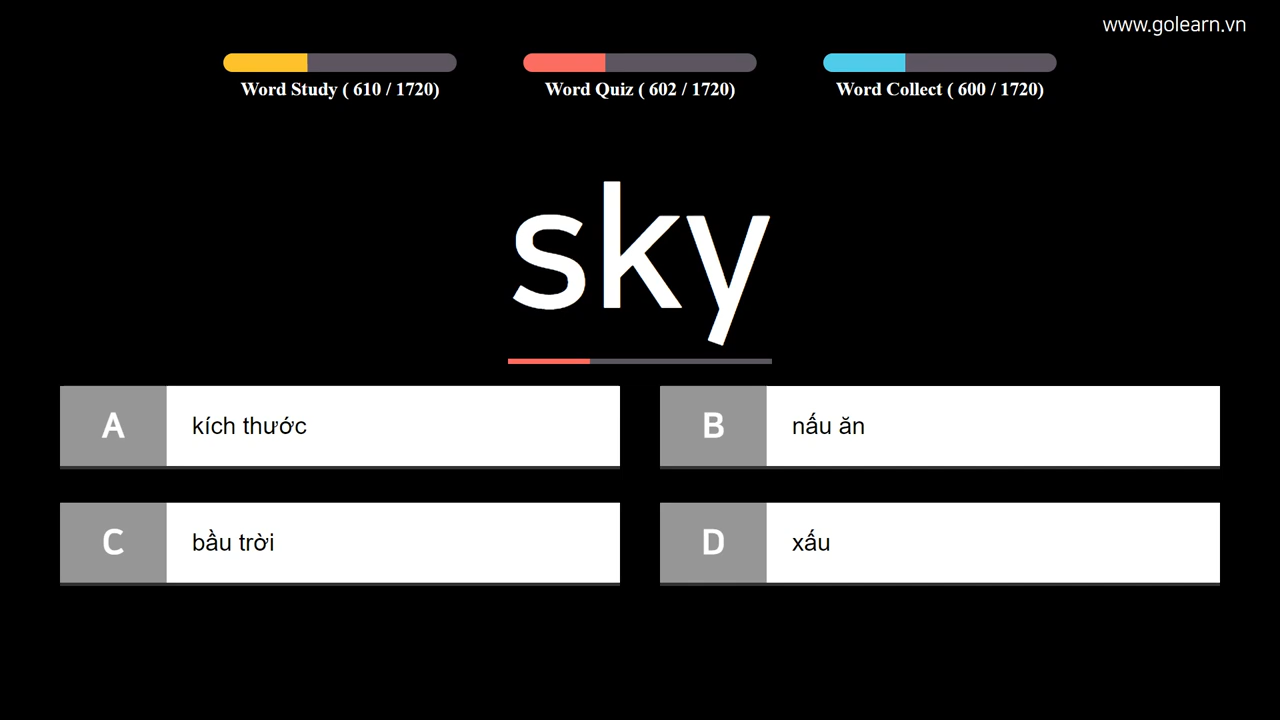 www.golearn.vn
Word Study ( 610 / 1720)
Word Quiz ( 602 / 1720)
Word Collect ( 600 / 1720)
sky
A kích thước
B nấu ăn
C bầu trời
D xấu